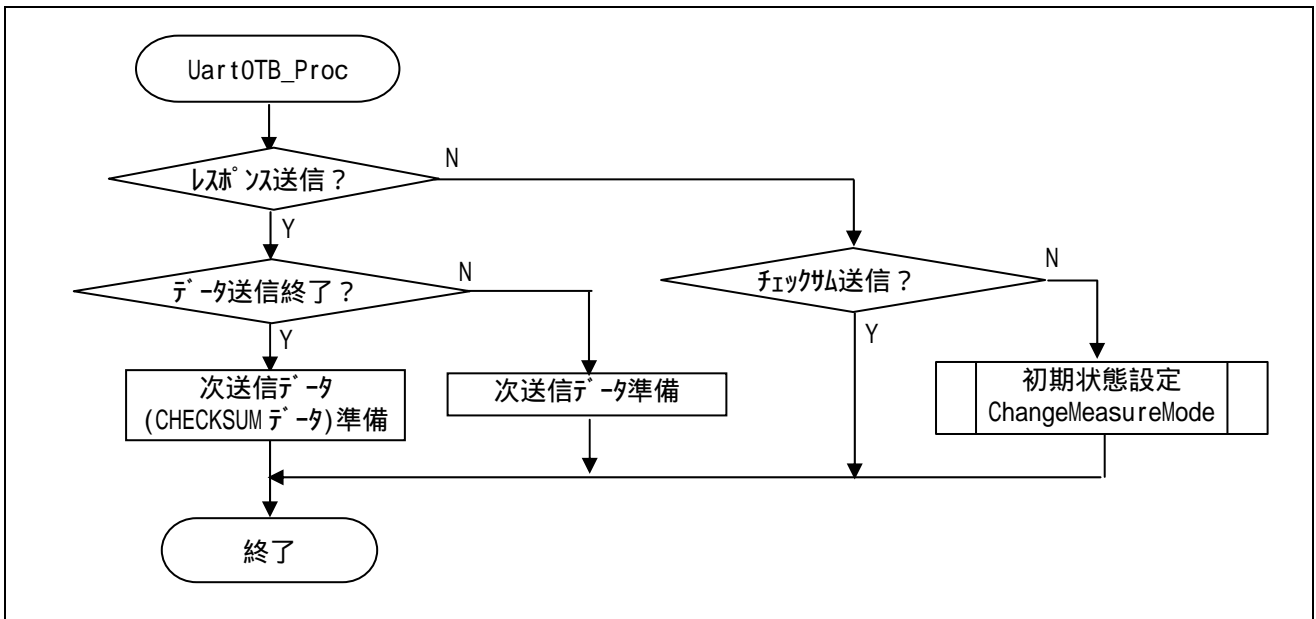 Uart0TB_Proc
ﾚｽﾎﾟﾝｽ送信？
N
Y
ﾃﾞｰﾀ送信終了？
N
ﾁｪｯｸｻﾑ送信？
N
Y
Y
次送信ﾃﾞｰﾀ
(CHECKSUM ﾃﾞｰﾀ)準備
次送信ﾃﾞｰﾀ準備
初期状態設定
ChangeMeasureMode
終了